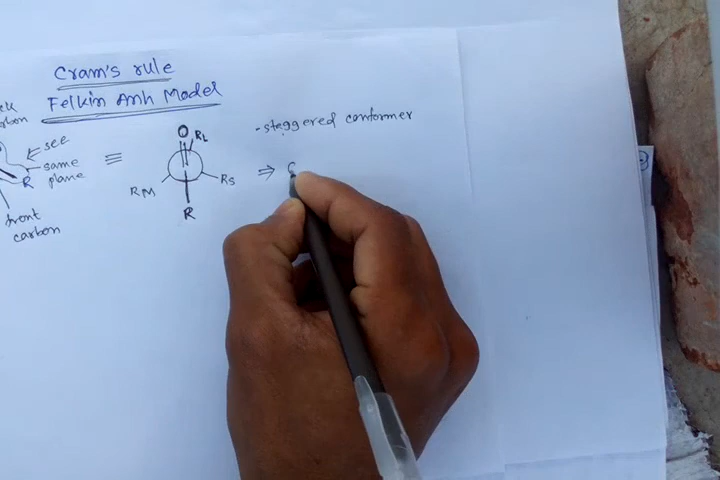 Cram's rule
Felkin Anh Model
-steggered conformer
see
same
plane
R
front
carbon
≡
O
RL
RM
RS
R
⇒